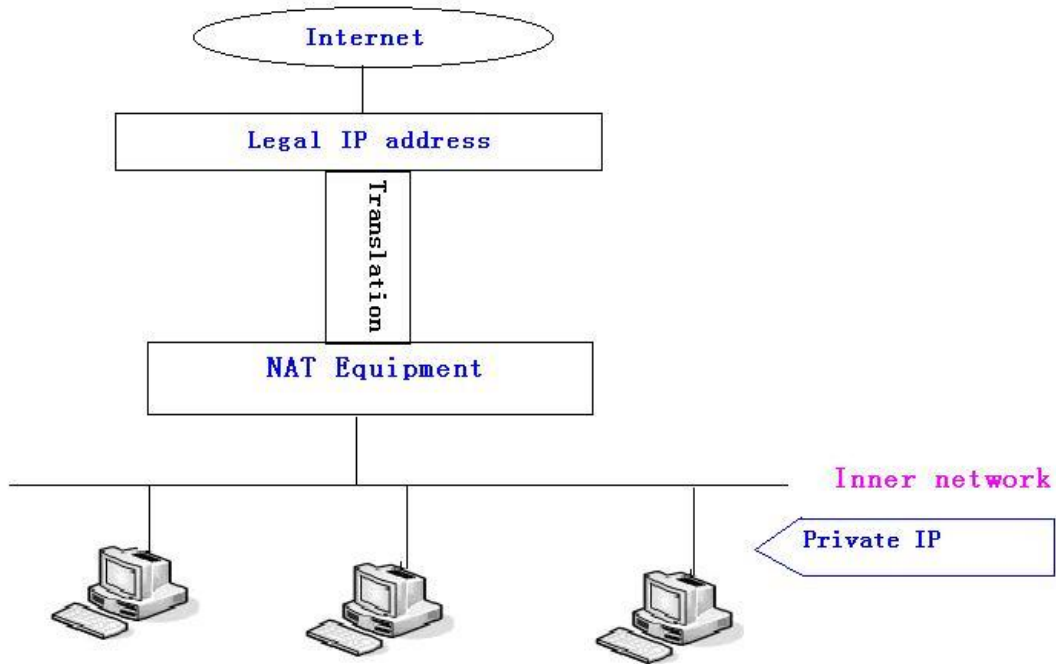 Internet
Legal IP address
Translation
NAT Equipment
Inner network
Private IP